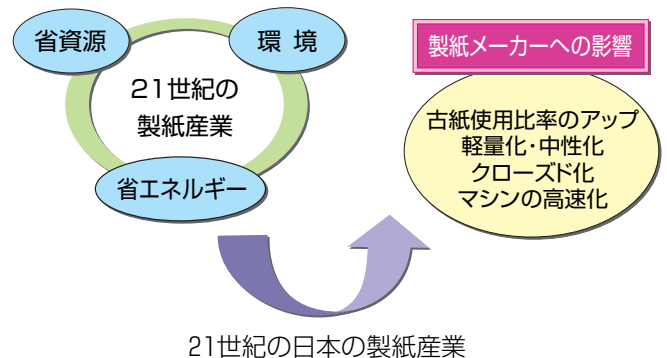 省資源
環 境
21世紀の
製紙産業
省エネルギー
製紙メーカーへの影響
古紙使用比率のアップ
軽量化・中性化
クローズド化
マシンの高速化
21世紀の日本の製紙産業